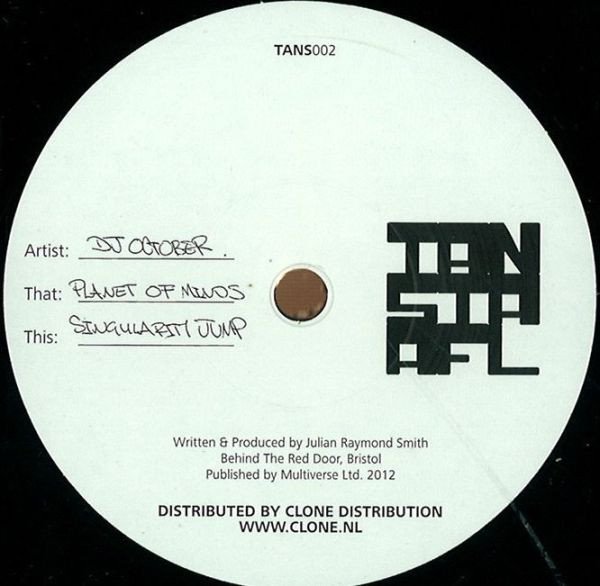 TANS002
Artist: DJ OCTOBER.
That: PLANET OF MINDS
This: SINGULARITY JUMP
TAN
STA
AFL
Written & Produced by Julian Raymond Smith
Behind The Red Door, Bristol
Published by Multiverse Ltd. 2012
DISTRIBUTED BY CLONE DISTRIBUTION
WWW.CLONE.NL